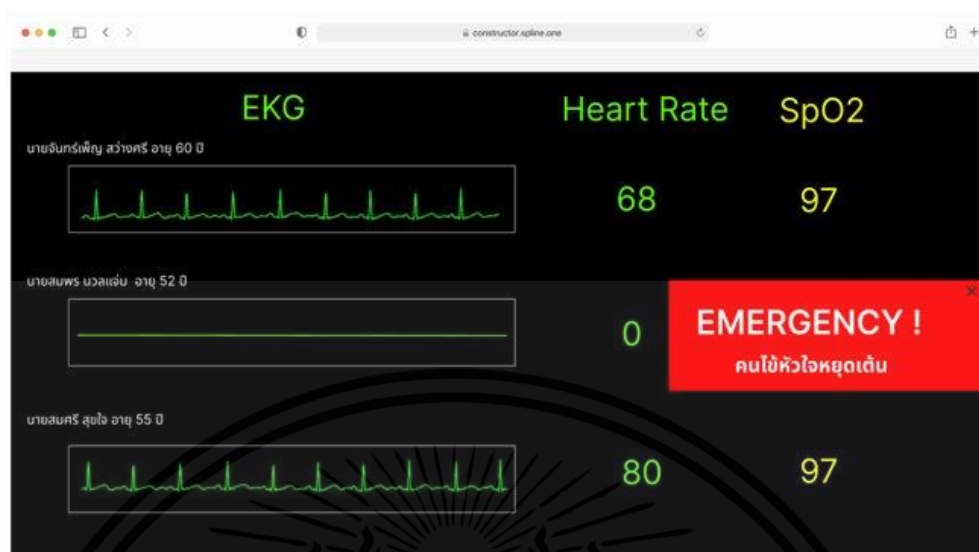 constructor.spline.one
EKG Heart Rate SpO2
นายจันทร์เพ็ญ สว่างศรี อายุ 60 ปี
68 97
นายสมพร นวลแจ่ม อายุ 52 ปี
0 EMERGENCY !
คนไข้หัวใจหยุดเต้น
นายสมศรี สุขใจ อายุ 55 ปี
80 97